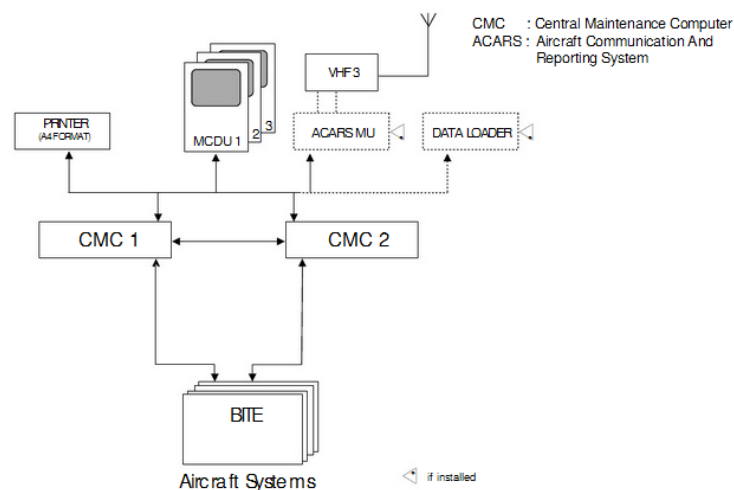 CMC : Central Maintenance Computer
ACARS : Aircraft Communication And
Reporting System
VHF 3
PRINTER
(A4 FORMAT)
MCDU 1
2
3
ACARS MU
DATA LOADER
CMC 1
CMC 2
BITE
Aircraft Systems
if installed